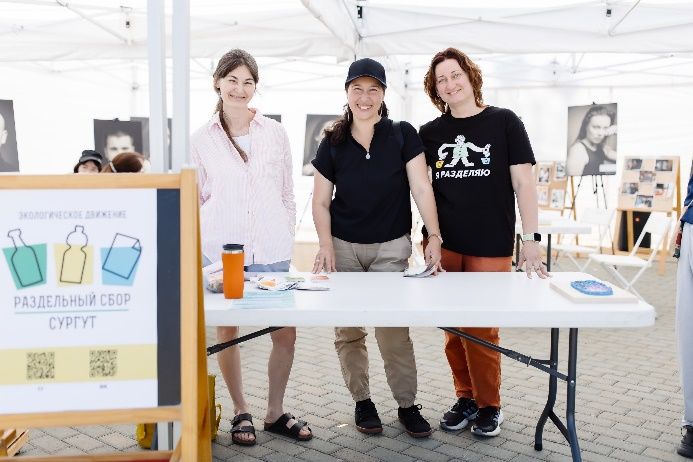 ЭКОЛОГИЧЕСКОЕ ДВИЖЕНИЕ
РАЗДЕЛЬНЫЙ СБОР
СУРГУТ
Я РАЗДЕЛЯЮ